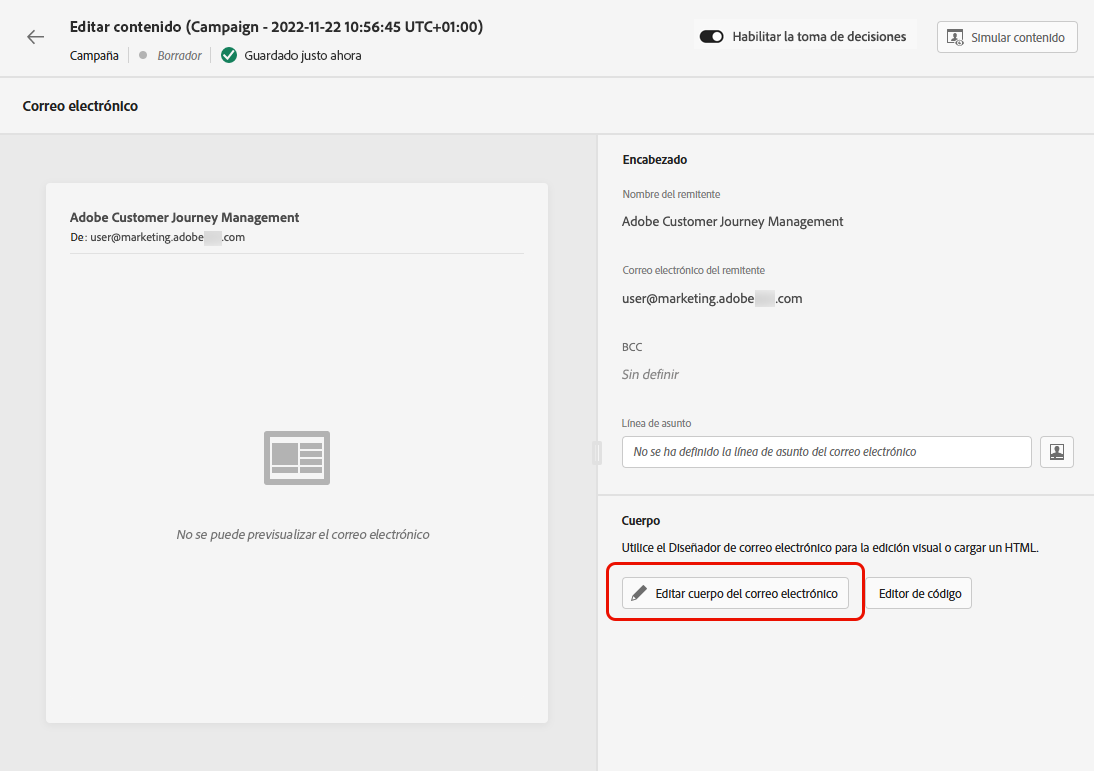 Editar contenido (Campaign - 2022-11-22 10:56:45 UTC+01:00)
Campaña Borrador Guardado justo ahora
Habilitar la toma de decisiones
Simular contenido
Correo electrónico
Adobe Customer Journey Management
De: user@marketing.adobe .com
No se puede previsualizar el correo electrónico
Encabezado
Nombre del remitente
Adobe Customer Journey Management
Correo electrónico del remitente
user@marketing.adobe .com
BCC
Sin definir
Línea de asunto
No se ha definido la línea de asunto del correo electrónico
Cuerpo
Utilice el Diseñador de correo electrónico para la edición visual o cargar un HTML.
Editar cuerpo del correo electrónico
Editor de código